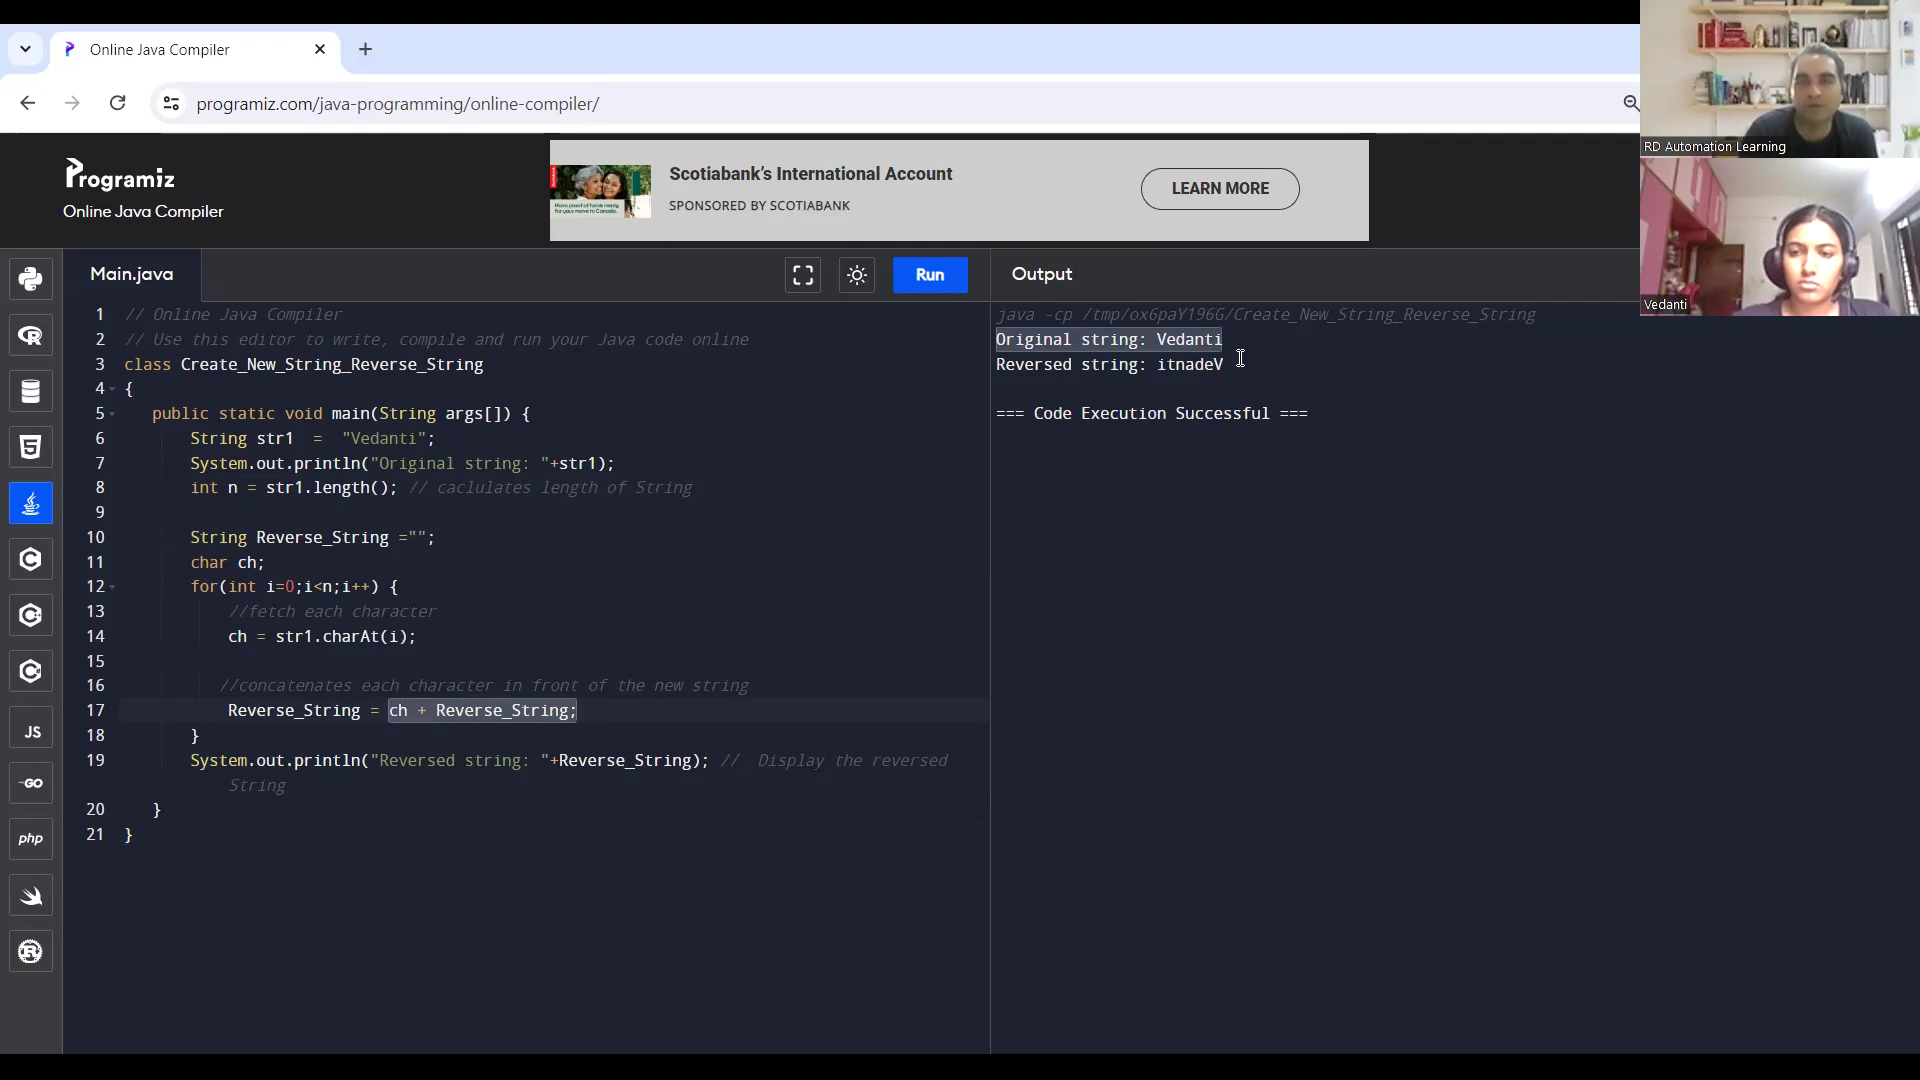 Online Java Compiler
programiz.com/java-programming/online-compiler/
Programiz
Online Java Compiler
Scotiabank's International Account
SPONSORED BY SCOTIABANK
LEARN MORE
RD Automation Learning
Vedanti
Main.java
Run
Output
1 // Online Java Compiler
2 // Use this editor to write, compile and run your Java code online
3 class Create_New_String_Reverse_String
4 {
5 public static void main(String args[]) {
6 String str1 = "Vedanti";
7 System.out.println("Original string: "+str1);
8 int n = str1.length(); // caclulates length of String
9
10 String Reverse_String ="";
11 char ch;
12 for(int i=0;i<n;i++) {
13 //fetch each character
14 ch = str1.charAt(i);
15
16 //concatenates each character in front of the new string
17 Reverse_String = ch + Reverse_String;
18 }
19 System.out.println("Reversed string: "+Reverse_String); // Display the reversed
String
20 }
21 }
java -cp /tmp/ox6paY196G/Create_New_String_Reverse_String
Original string: Vedanti
Reversed string: itnadeV
=== Code Execution Successful ===
JS
GO
php